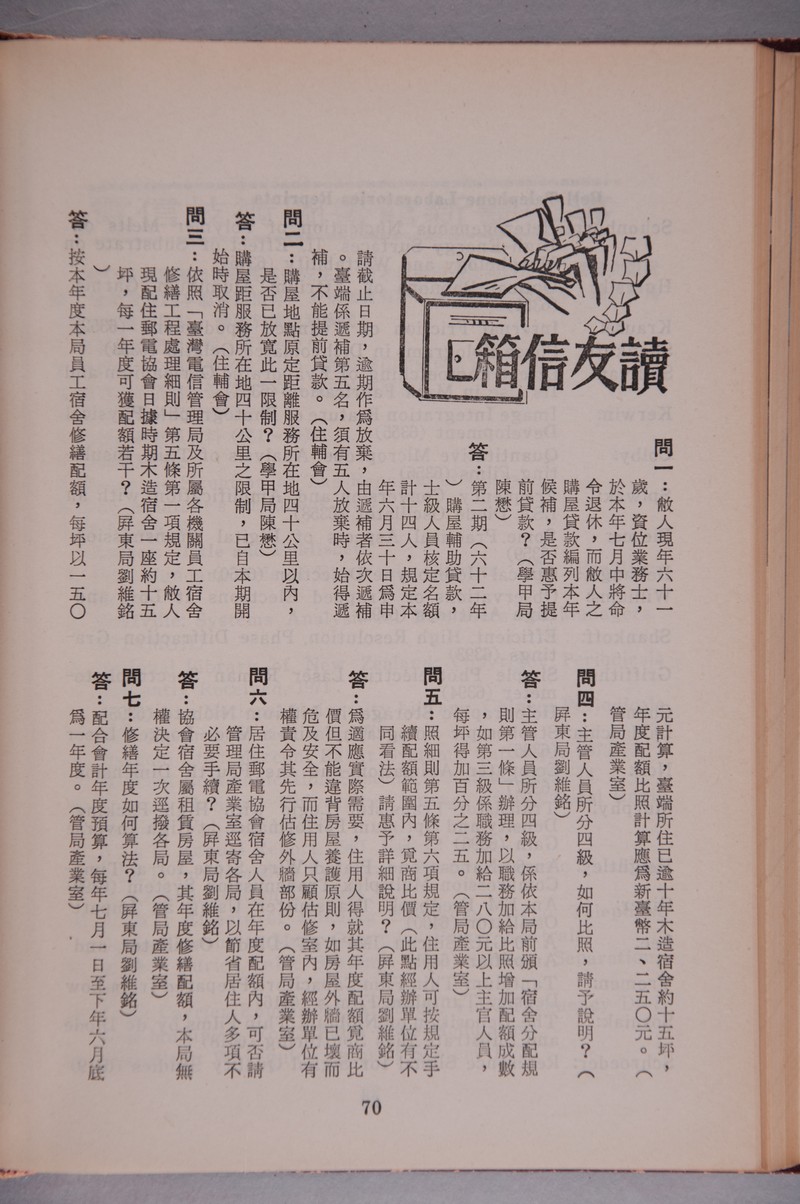 讀友信箱
問一：敝人現年六十一
歲，資位業務士，
於本年七月中將命
令退休，而敝人之
購屋貸款編列本年
候補，是否惠予提
前貸款？（學甲局
陳懋）
答：第二期（六十二年
）購屋輔助貸款，
士級人員核定名額
計十四人，規定本
年六月三十日爲申
請截止日期，逾期作爲放棄，由遞補者依次遞補
。臺端係遞補第五名，須有五人放棄時，始得遞
補，不能提前貸款。（住輔會）
問二：購屋地點原定距離服務所在地四十公里以內，
是否已放寬此一限制？（學甲局陳懋）
答：購屋距服務所在地四十公里之限制，已自本期開
始時取消。（住輔會）
問三：依照「臺灣電信管理局及所屬各機關員工宿舍
修繕工程處理細則」第五條第一項規定，敝人
現配住郵電協會日據時期木造宿舍一座約十五
坪，每一年度可獲配額若干？（屏東局劉維銘
）
答：按本年度本局員工宿舍修繕配額，每坪以一五〇
元計算，臺端所住已逾十年木造宿舍約十五坪，
年度配額比照計算應爲新臺幣二、二五〇元。（
管局產業室）
問四：主管人員所分四級，如何比照，請予說明？（
屏東局劉維銘）
答：主管人員所分四級，係依本局前頒「宿舍分配規
則第一條」辦理，以職務加給比照增加配額成數
，如第三級係職務加給二八〇元以上主官人員，
每坪得加百分之二五。（管局產業室）
問五：照細則第五條第六項規定，住用人可按規定手
續配額範圍內，覓商比價（此點經辦單位有不
同看法）請惠予詳細說明？（屏東局劉維銘）
答：爲適應實際需要，住用人得就其年度配額覓商比
價但不能違背房屋養護原則，如房屋外牆已壞而
危及安全，而住用人只顧估修室內，經辦單位有
權責令其先行估修外牆部份。（管局產業室）
問六：居住郵電協會宿舍人員在年度配額內，可否請
管理局產業室巡寄各局，以節省居住人多項不
必要手續？（屏東局劉維銘）
答：協會宿舍屬租賃房屋，其年度修繕配額，本局無
權決定一次逕撥各局。（管局產業室）
問七：修繕年度如何算法？（屏東局劉維銘）
答：配合會計年度預算，每年七月一日至下年六月底
爲一年度。（管局產業室）
70